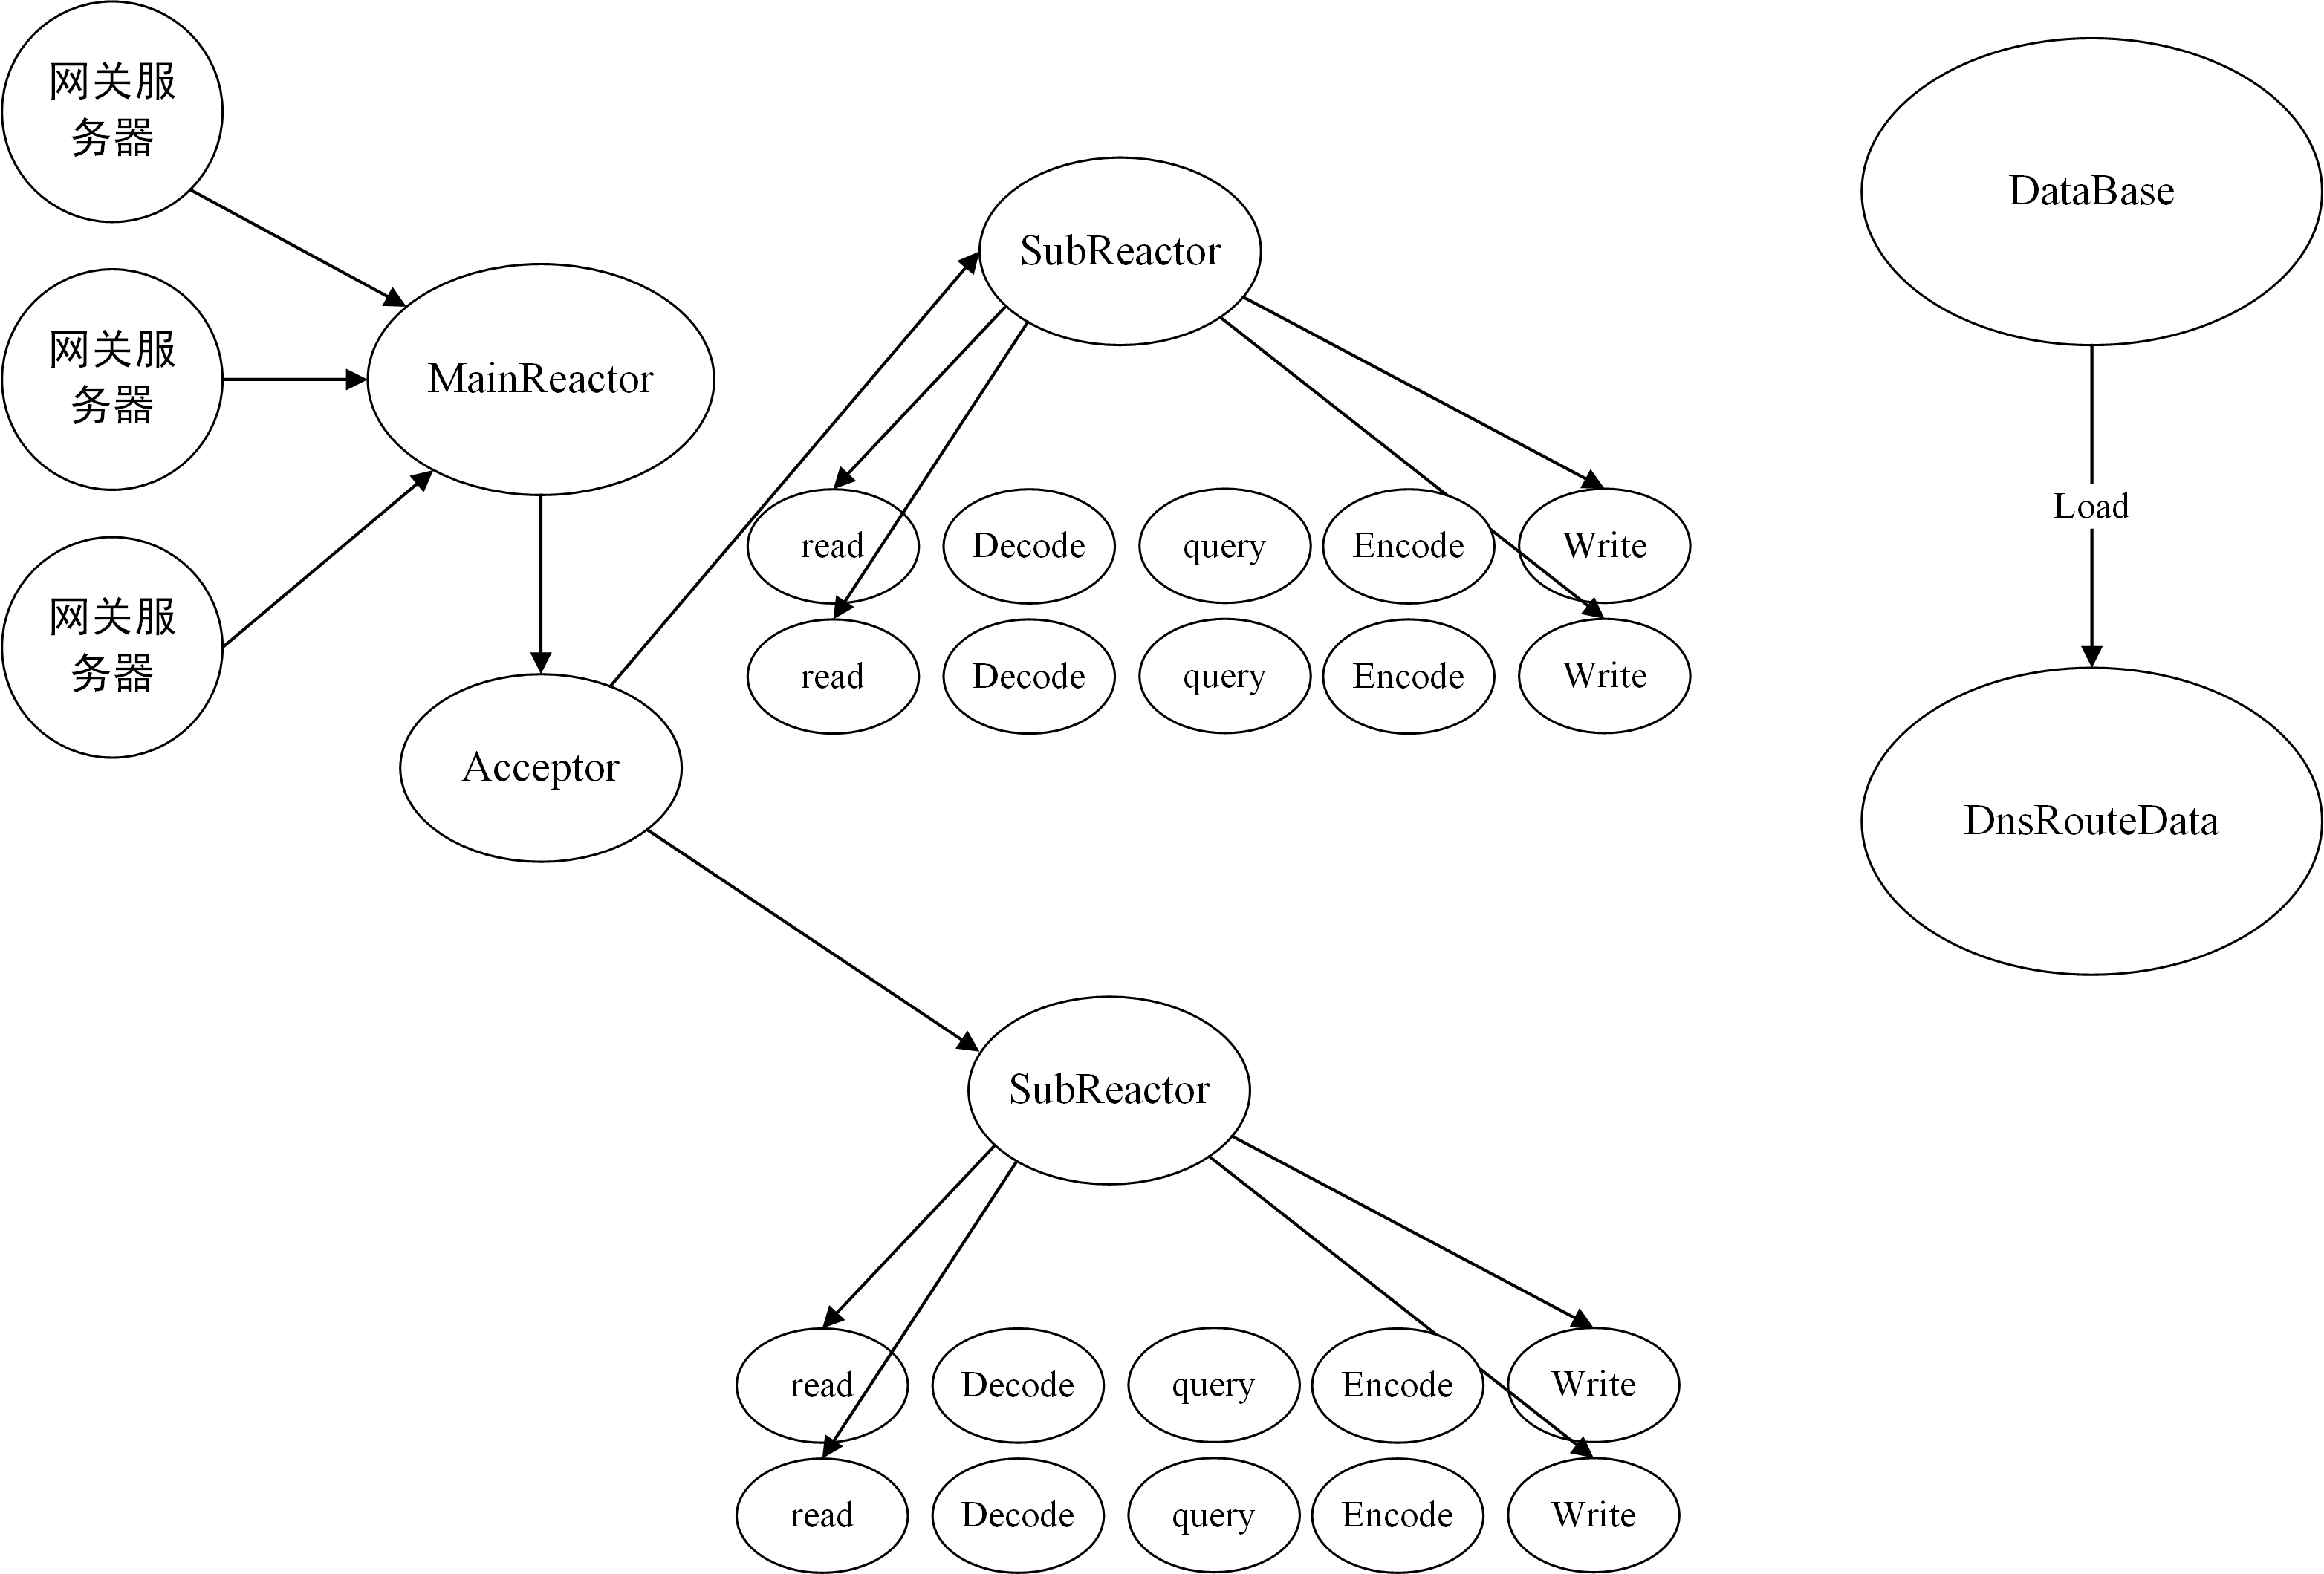 网关服
务器
网关服
务器
网关服
务器
MainReactor
Acceptor
SubReactor
read
Decode
query
Encode
Write
read
Decode
query
Encode
Write
SubReactor
read
Decode
query
Encode
Write
read
Decode
query
Encode
Write
DataBase
Load
DnsRouteData